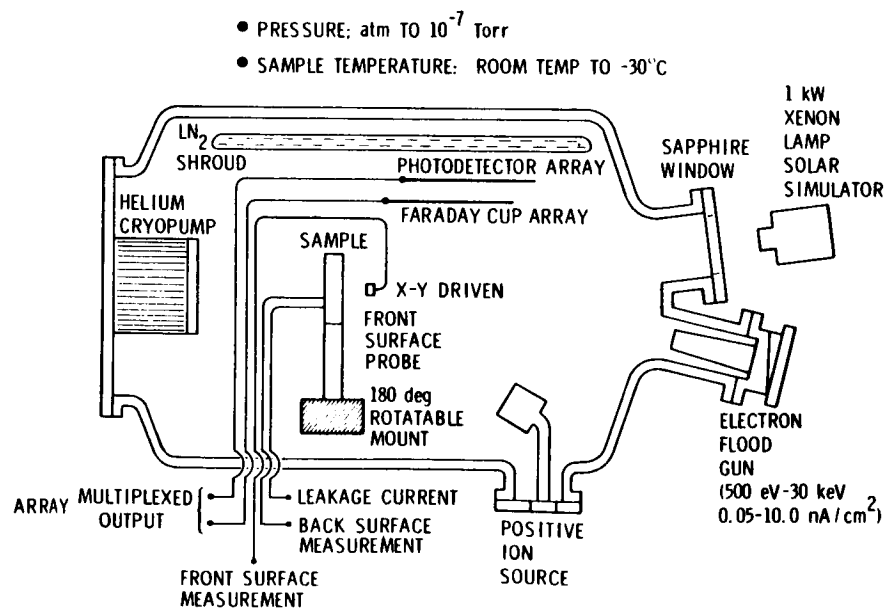 • PRESSURE: atm TO 10⁻⁷ Torr
• SAMPLE TEMPERATURE: ROOM TEMP TO -30°C
LN₂
SHROUD
PHOTODETECTOR ARRAY
FARADAY CUP ARRAY
HELIUM
CRYOPUMP
SAMPLE
X-Y DRIVEN
FRONT
SURFACE
PROBE
180 deg
ROTATABLE
MOUNT
SAPPHIRE
WINDOW
1 kW
XENON
LAMP
SOLAR
SIMULATOR
ELECTRON
FLOOD
GUN
(500 eV-30 keV
0.05-10.0 nA/cm²)
POSITIVE
ION
SOURCE
ARRAY
MULTIPLEXED
OUTPUT
LEAKAGE CURRENT
BACK SURFACE
MEASUREMENT
FRONT SURFACE
MEASUREMENT